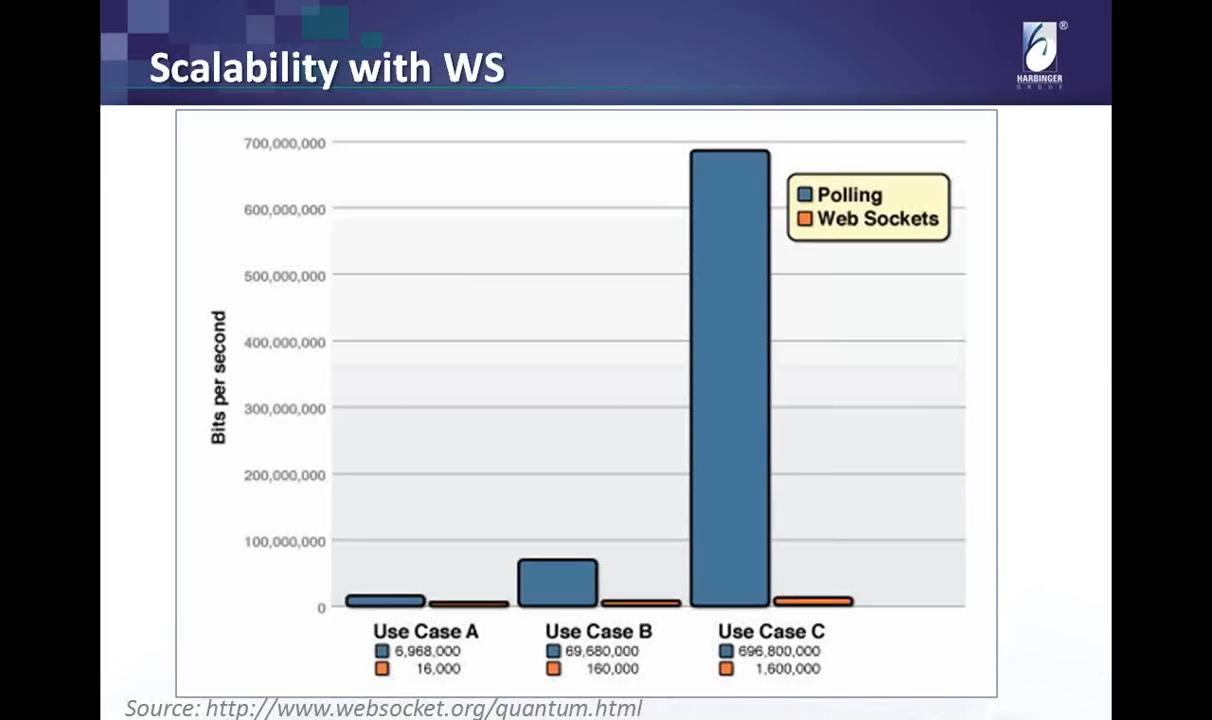 Scalability with WS
®
HARBINGER
GROUP
700,000,000
600,000,000
500,000,000
400,000,000
300,000,000
200,000,000
100,000,000
0
Bits per second
Polling
Web Sockets
Use Case A
6,968,000
16,000
Use Case B
69,680,000
160,000
Use Case C
696,800,000
1,600,000
Source: http://www.websocket.org/quantum.html